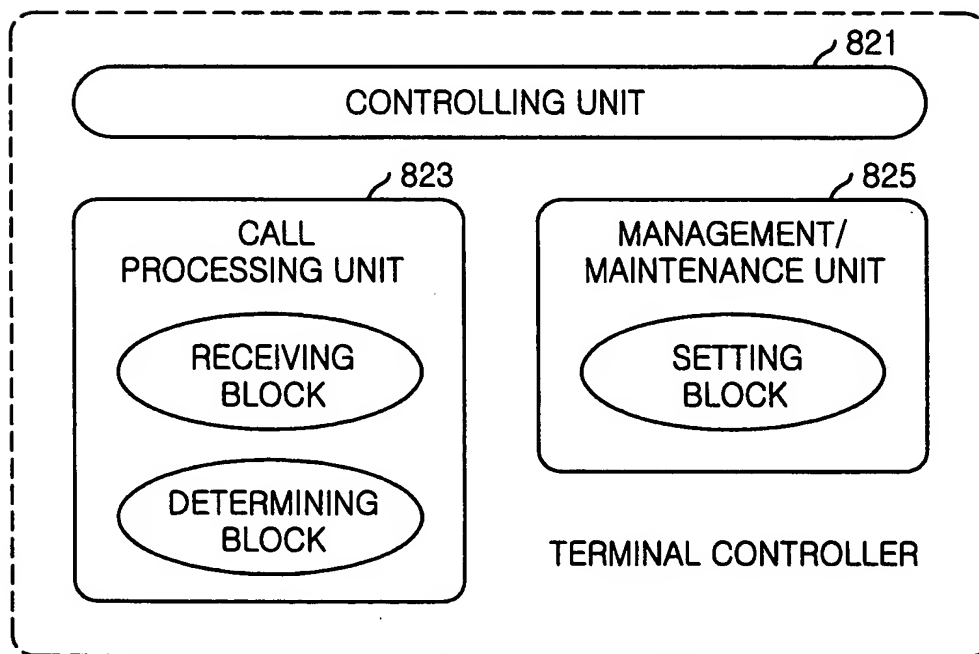 821
CONTROLLING UNIT
823
CALL
PROCESSING UNIT
RECEIVING
BLOCK
DETERMINING
BLOCK
825
MANAGEMENT/
MAINTENANCE UNIT
SETTING
BLOCK
TERMINAL CONTROLLER